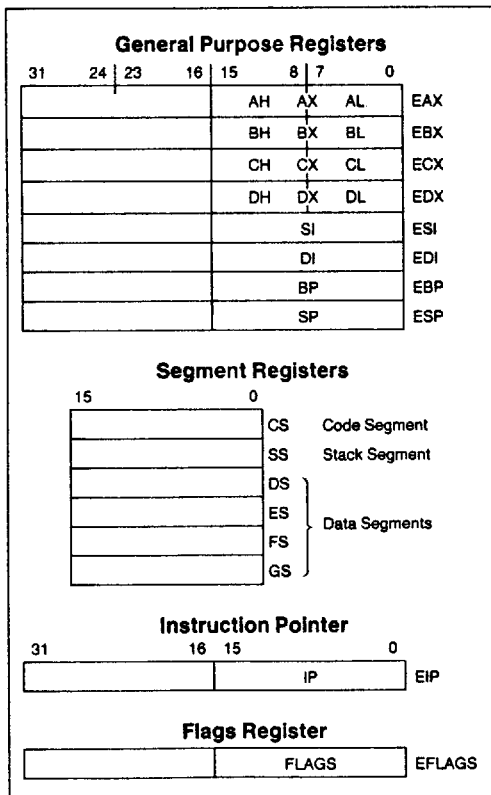 General Purpose Registers
31 24 23 16 15 8 7 0
AH AX AL EAX
BH BX BL EBX
CH CX CL ECX
DH DX DL EDX
SI ESI
DI EDI
BP EBP
SP ESP
Segment Registers
15 0
CS Code Segment
SS Stack Segment
DS
ES
Data Segments
FS
GS
Instruction Pointer
31 16 15 0
IP EIP
Flags Register
FLAGS EFLAGS